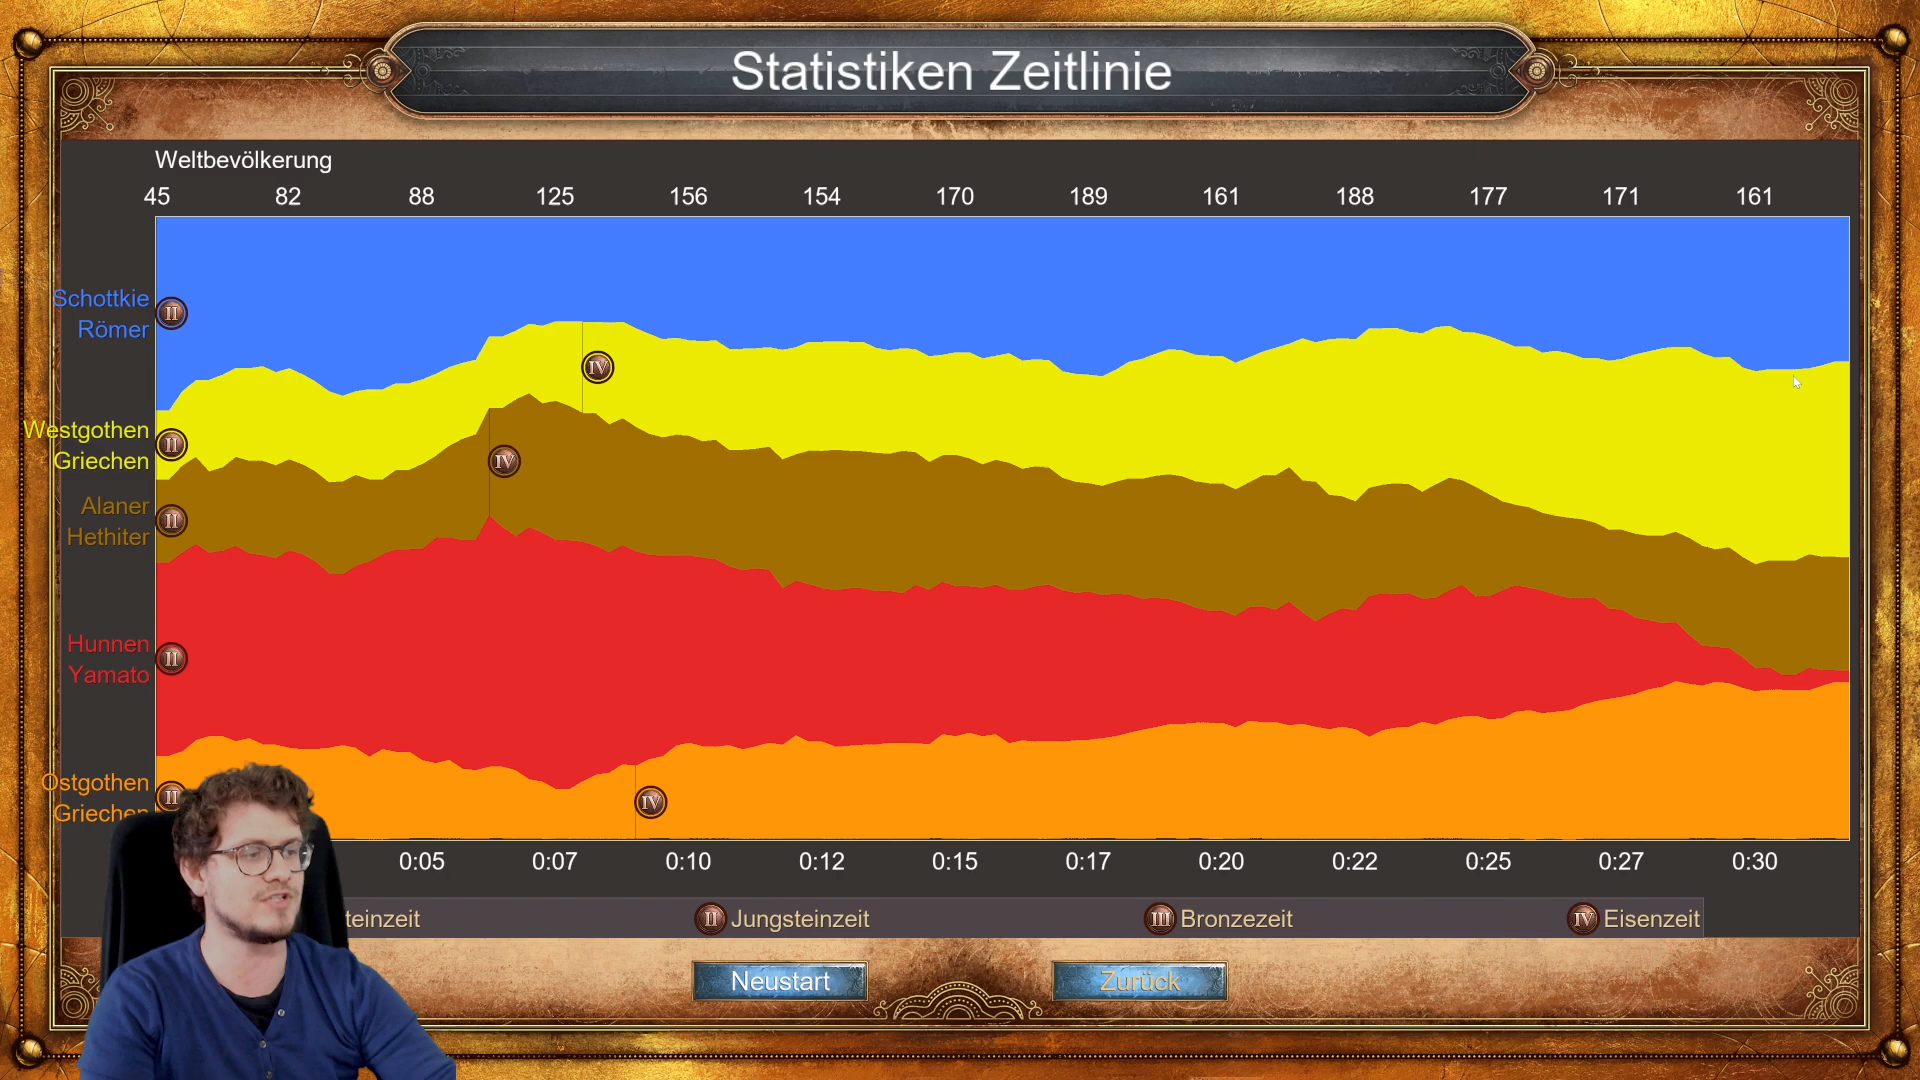 Statistiken Zeitlinie
Weltbevölkerung
45 82 88 125 156 154 170 189 161 188 177 171 161
Schottkie
Römer
II
IV
Westgothen
Griechen
II
IV
Alaner
Hethiter
II
Hunnen
Yamato
II
Ostgothen
Griechen
II
IV
0:05 0:07 0:10 0:12 0:15 0:17 0:20 0:22 0:25 0:27 0:30
teinzeit II Jungsteinzeit III Bronzezeit IV Eisenzeit
Neustart Zurück